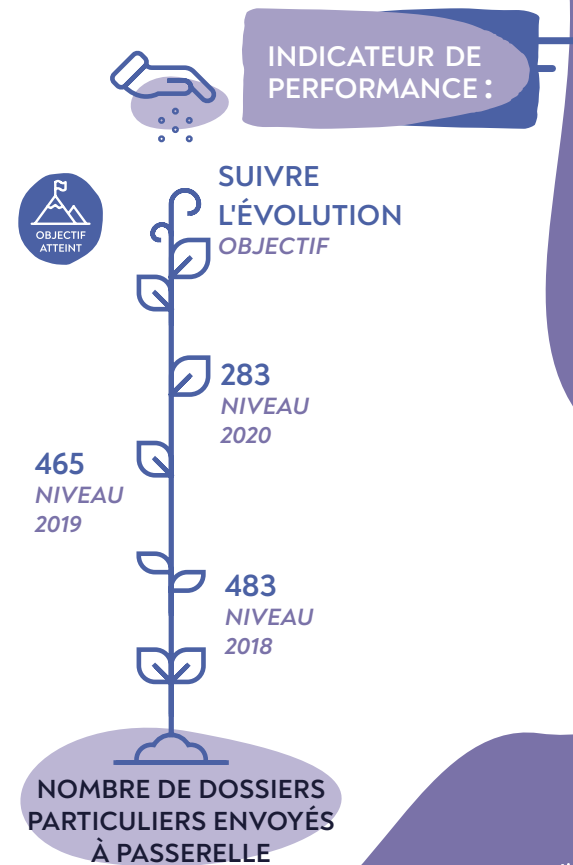 INDICATEUR DE
PERFORMANCE :
OBJECTIF
ATTEINT
SUIVRE
L'ÉVOLUTION
OBJECTIF
283
NIVEAU
2020
465
NIVEAU
2019
483
NIVEAU
2018
NOMBRE DE DOSSIERS
PARTICULIERS ENVOYÉS
À PASSERELLE